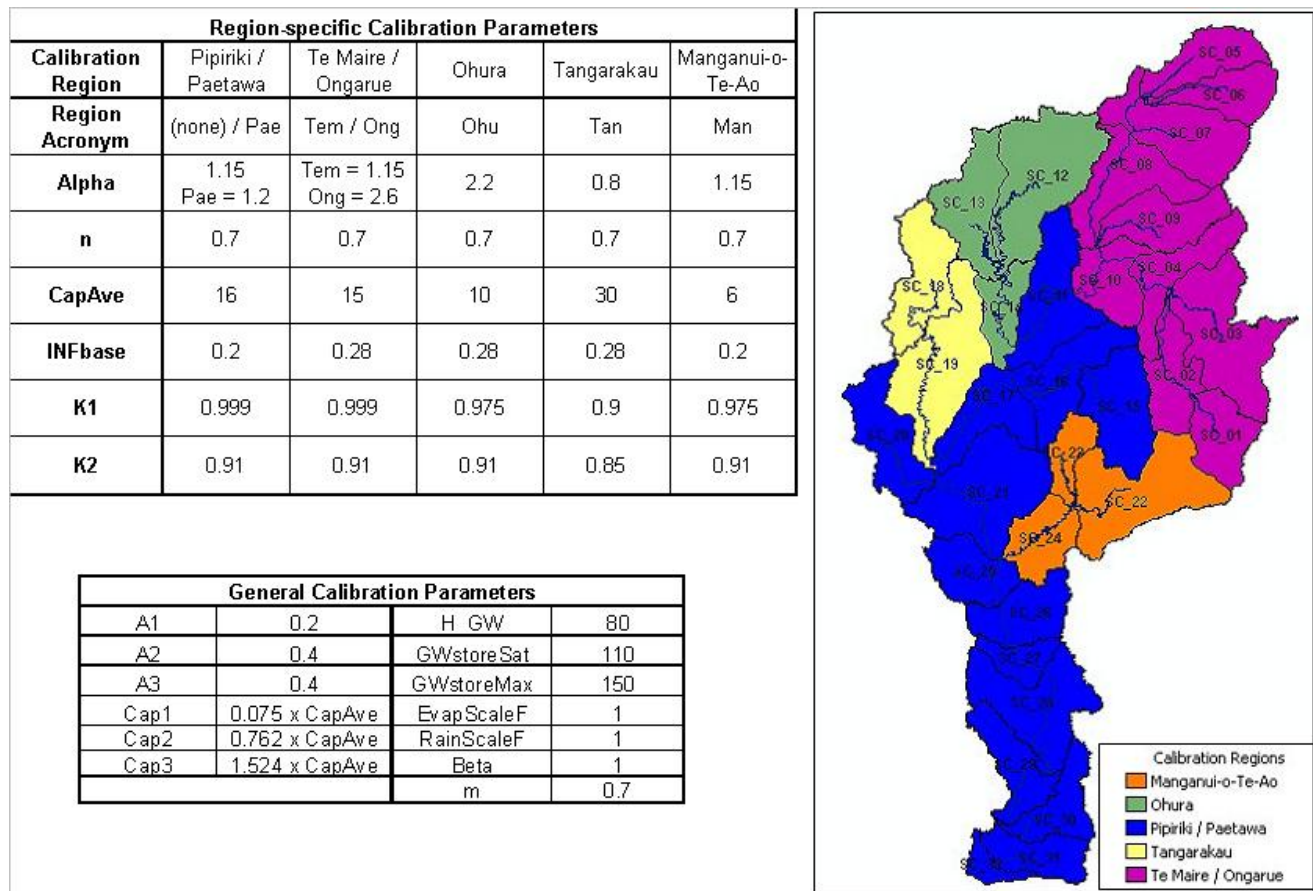 Region-specific Calibration Parameters
Calibration Region | Pipiriki / Paetawa | Te Maire / Ongarue | Ohura | Tangarakau | Manganui-o-Te-Ao
Region Acronym | (none) / Pae | Tem / Ong | Ohu | Tan | Man
Alpha | 1.15 Pae = 1.2 | Tem = 1.15 Ong = 2.6 | 2.2 | 0.8 | 1.15
n | 0.7 | 0.7 | 0.7 | 0.7 | 0.7
CapAve | 16 | 15 | 10 | 30 | 6
INFbase | 0.2 | 0.28 | 0.28 | 0.28 | 0.2
K1 | 0.999 | 0.999 | 0.975 | 0.9 | 0.975
K2 | 0.91 | 0.91 | 0.91 | 0.85 | 0.91
General Calibration Parameters
A1 | 0.2 | H_GW | 80
A2 | 0.4 | GWstoreSat | 110
A3 | 0.4 | GWstoreMax | 150
Cap1 | 0.075 x CapAve | EvapScaleF | 1
Cap2 | 0.762 x CapAve | RainScaleF | 1
Cap3 | 1.524 x CapAve | Beta | 1
m | 0.7
SC_05
SC_06
SC_07
SC_08
SC_12
SC_13
SC_09
SC_04
SC_10
SC_18
SC_03
SC_19
SC_02
SC_16
SC_17
SC_15
SC_01
SC_20
SC_21
SC_22
SC_24
Calibration Regions
Manganui-o-Te-Ao
Ohura
Pipiriki / Paetawa
Tangarakau
Te Maire / Ongarue